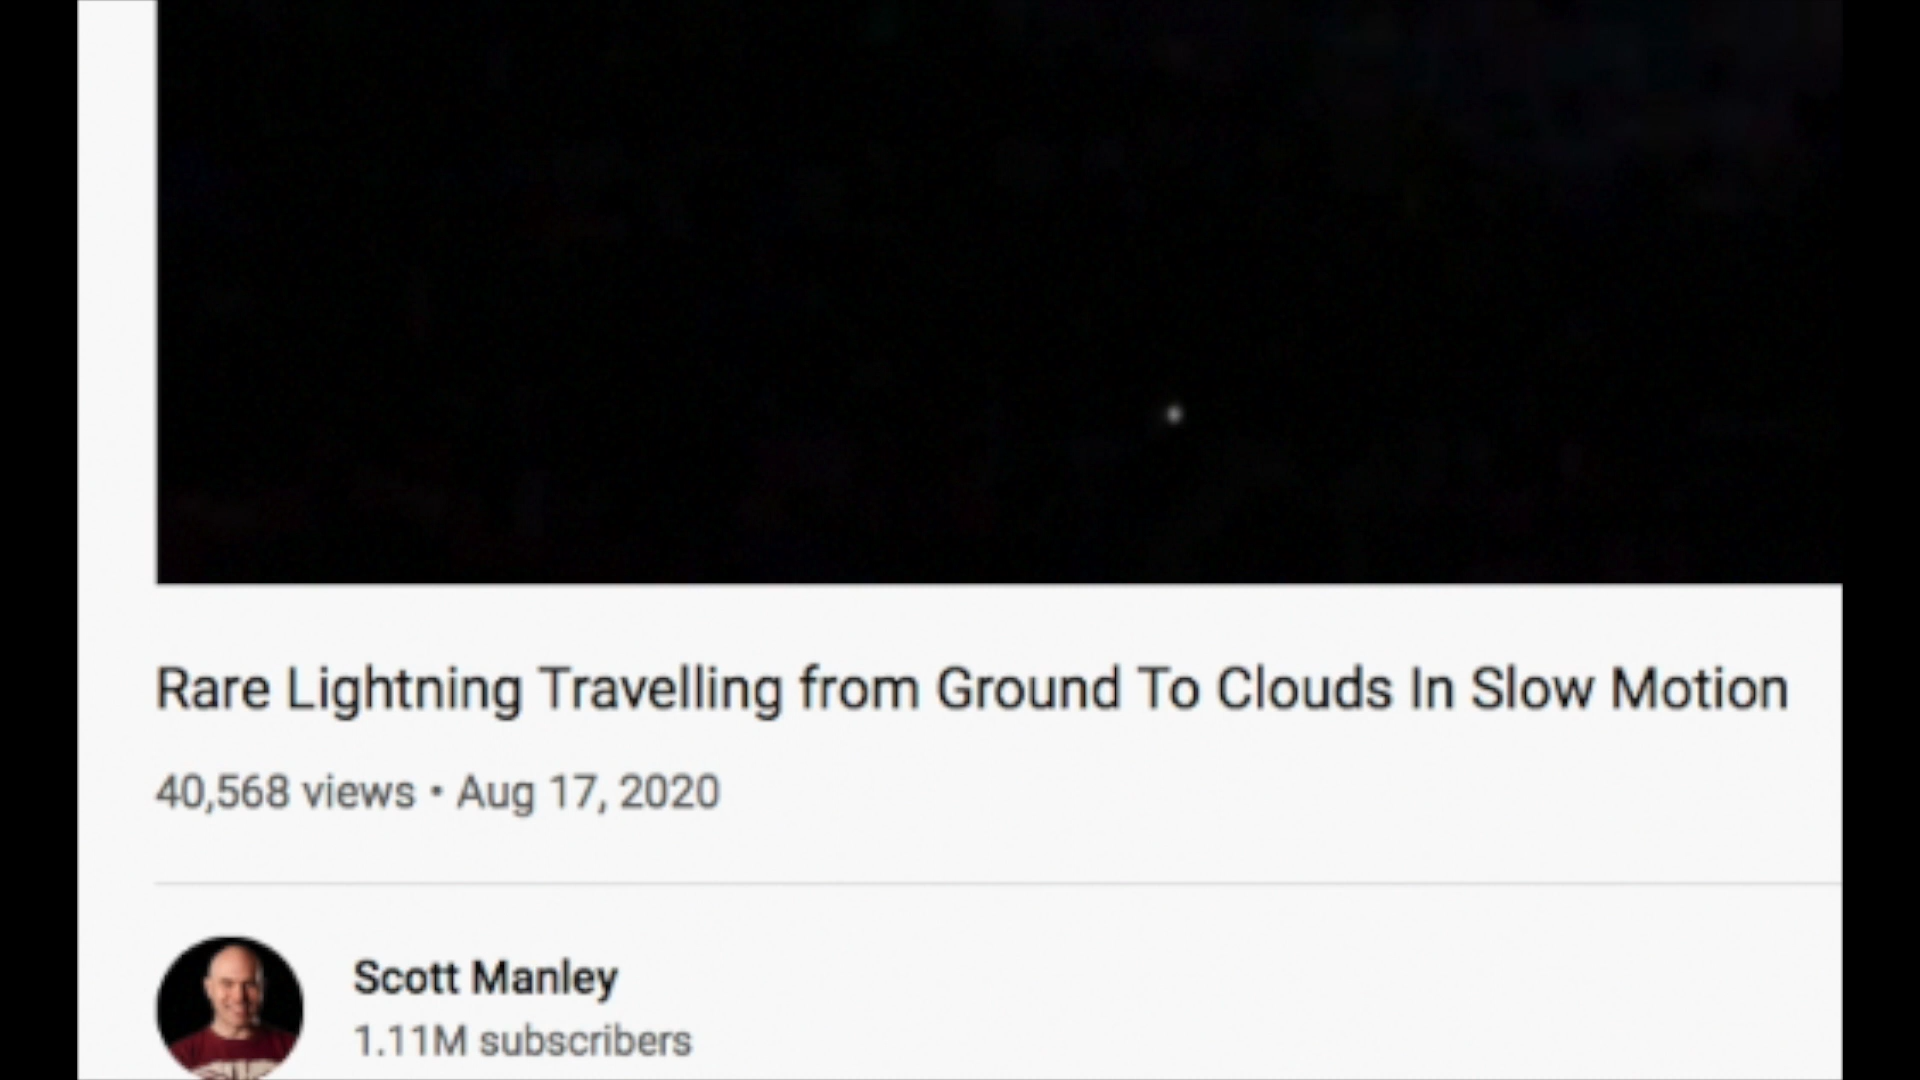 Rare Lightning Travelling from Ground To Clouds In Slow Motion
40,568 views • Aug 17, 2020
Scott Manley
1.11M subscribers